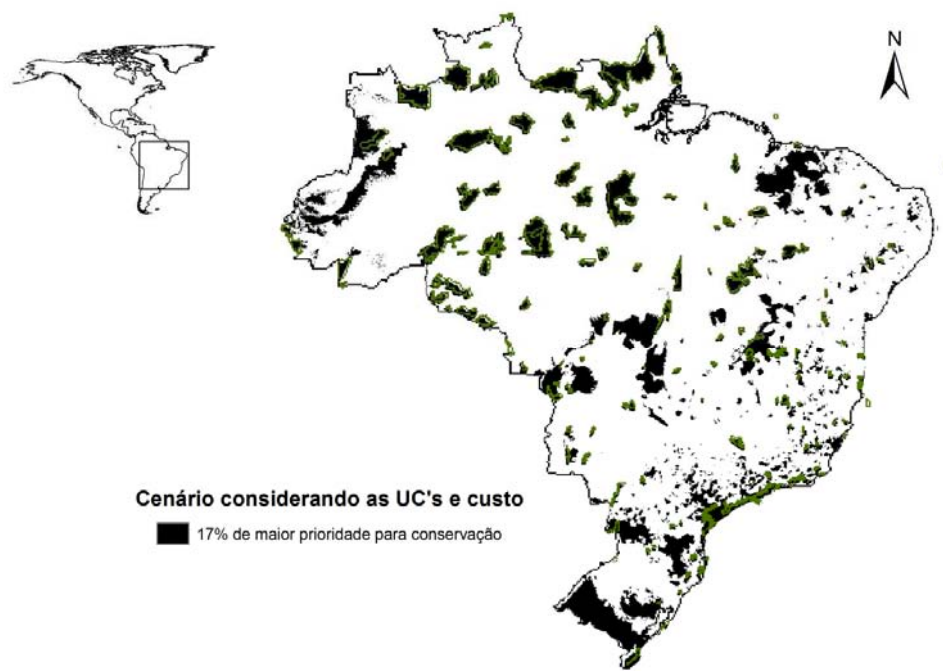 N
Cenário considerando as UC's e custo
17% de maior prioridade para conservação